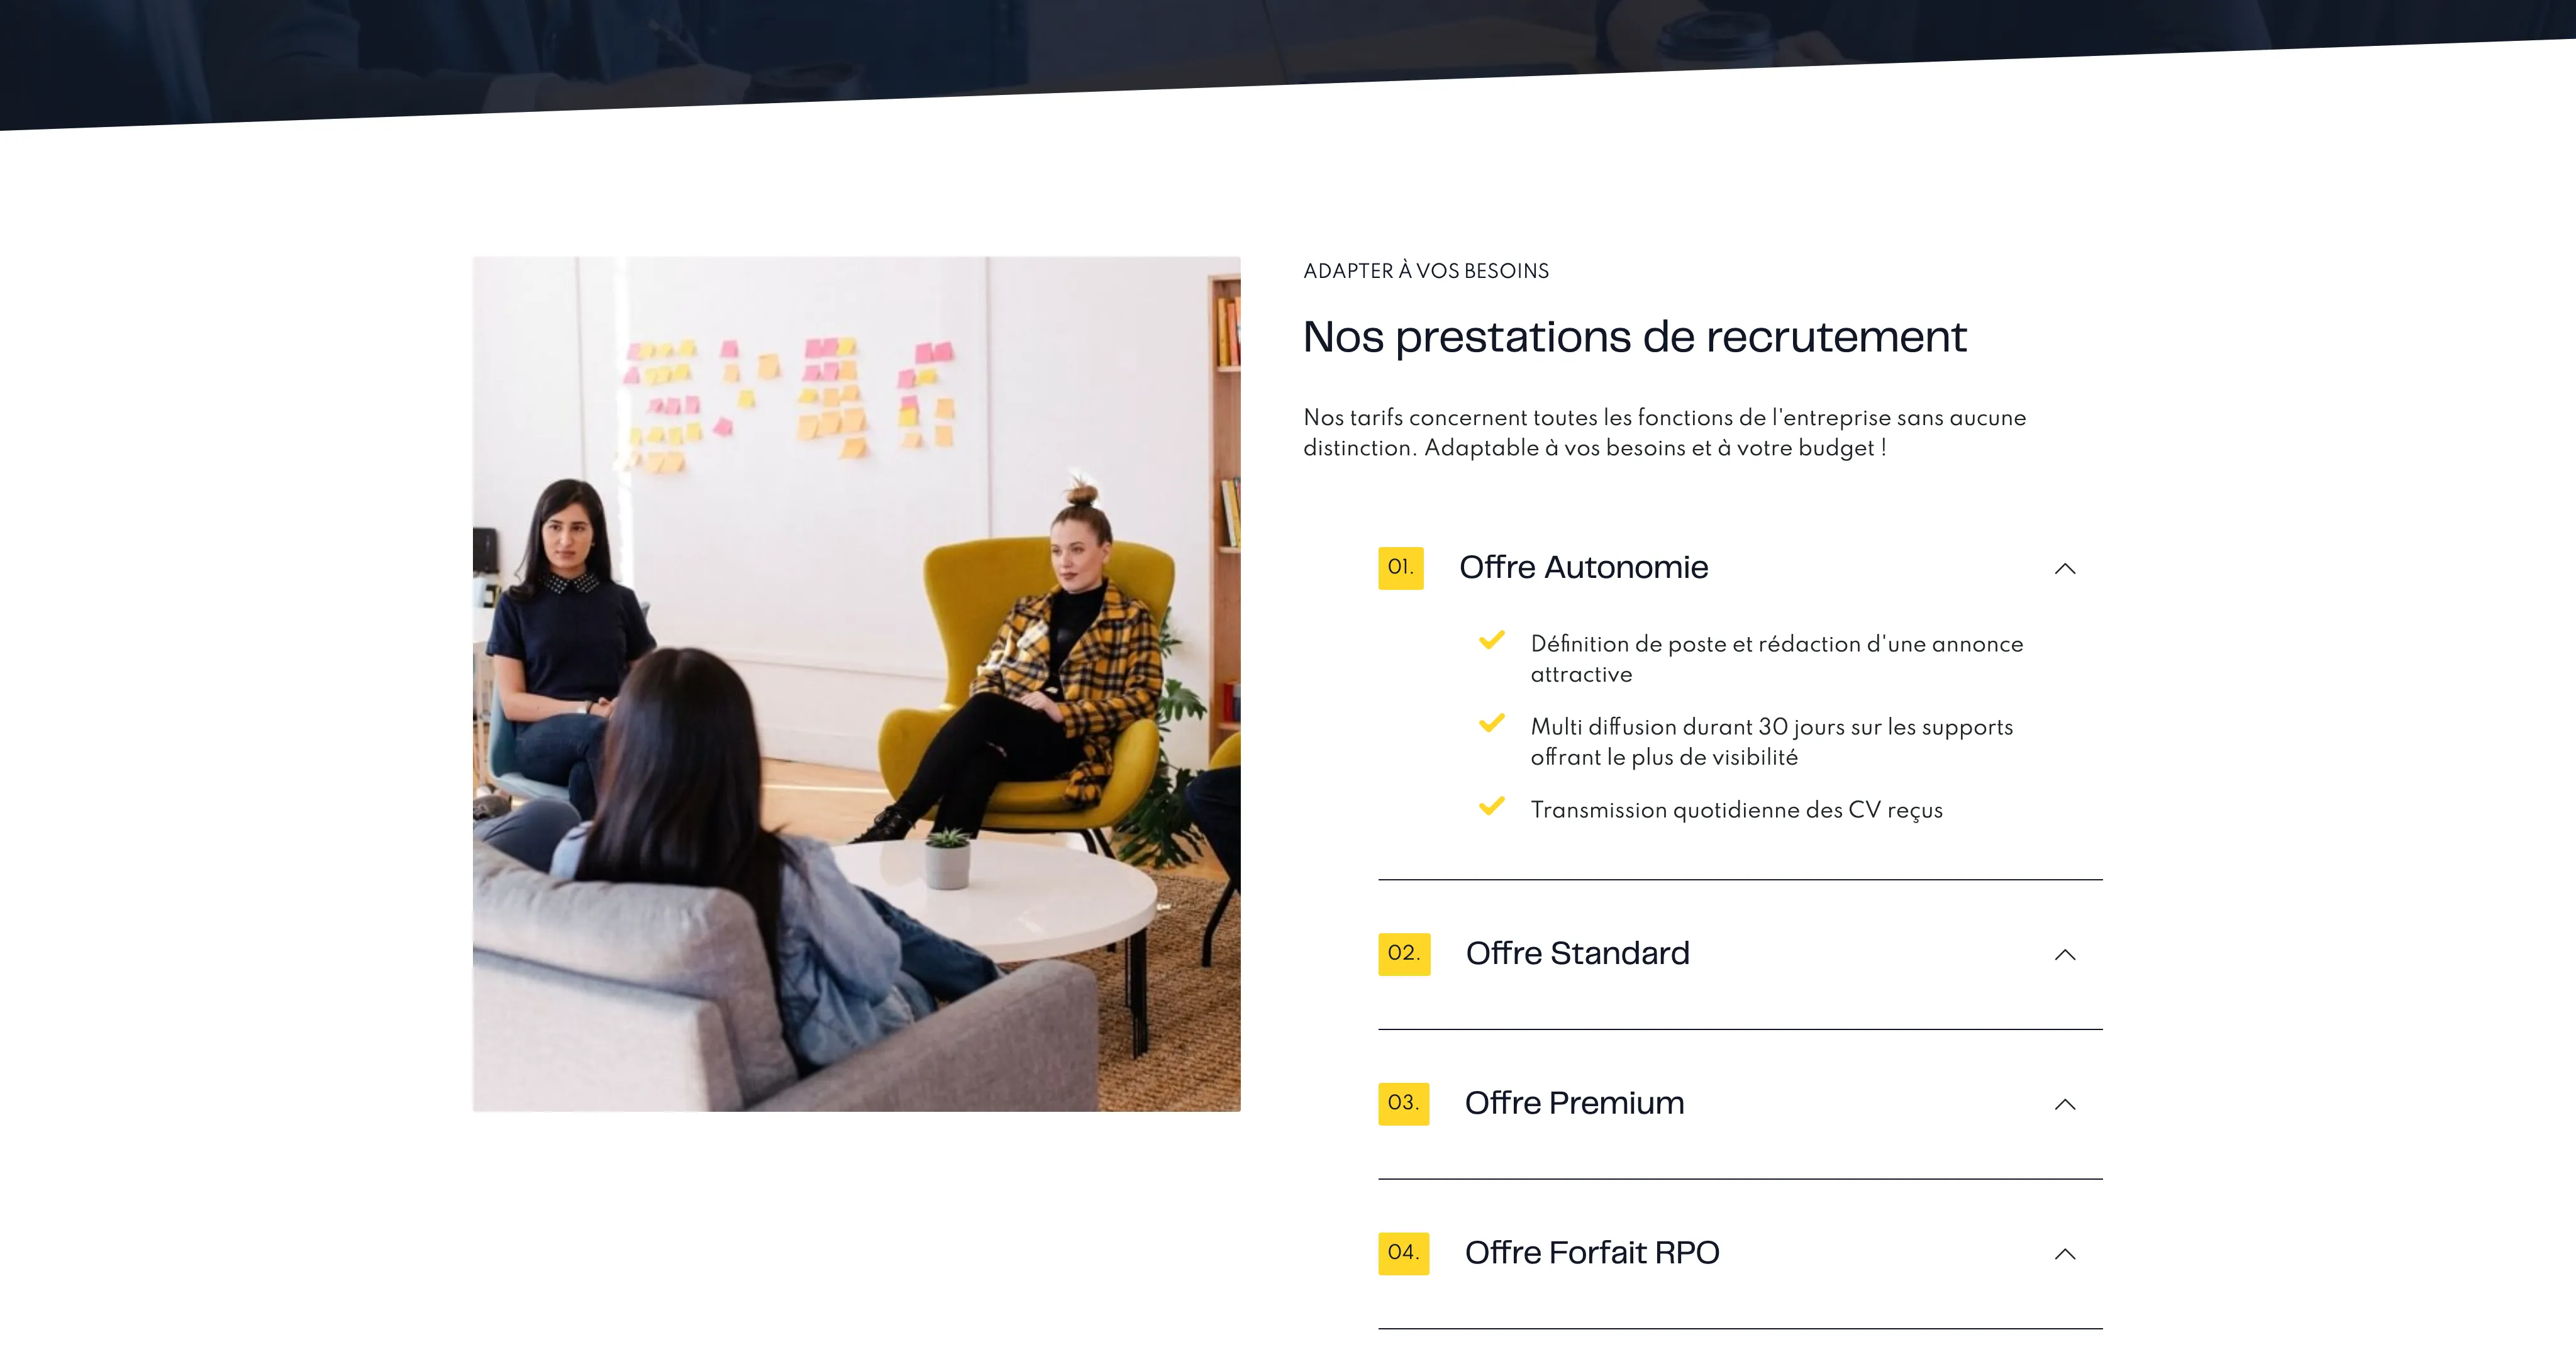 ADAPTER À VOS BESOINS
Nos prestations de recrutement
Nos tarifs concernent toutes les fonctions de l'entreprise sans aucune
distinction. Adaptable à vos besoins et à votre budget !
01. Offre Autonomie
Définition de poste et rédaction d'une annonce
attractive
Multi diffusion durant 30 jours sur les supports
offrant le plus de visibilité
Transmission quotidienne des CV reçus
02. Offre Standard
03. Offre Premium
04. Offre Forfait RPO